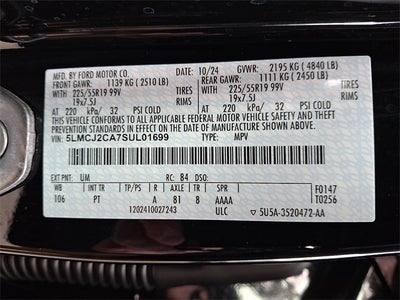 MFD. BY FORD MOTOR CO. 10/24 GVWR: 2195 KG ( 4840 LB)
FRONT GAWR: 1139 KG ( 2510 LB) REAR GAWR: 1111 KG ( 2450 LB)
WITH 225/55R19 99V TIRES WITH 225/55R19 99V TIRES
19x7.5J RIMS 19x7.5J RIMS
AT 220 kPa/ 32 PSI COLD AT 220 kPa/ 32 PSI COLD
THIS VEHICLE CONFORMS TO ALL APPLICABLE FEDERAL MOTOR VEHICLE
SAFETY AND THEFT PREVENTION STANDARDS IN EFFECT ON THE DATE OF
MANUFACTURE SHOWN ABOVE.
VIN: 5LMCJ2CA7SUL01699 TYPE: MPV
EXT PNT: UM RC: 84 DSO:
WB INT TR TP/PS R AXLE TR SPR F0147
106 PT A 81 8 AAAA T0256
1202410027243 ULC 5U5A-3520472-AA